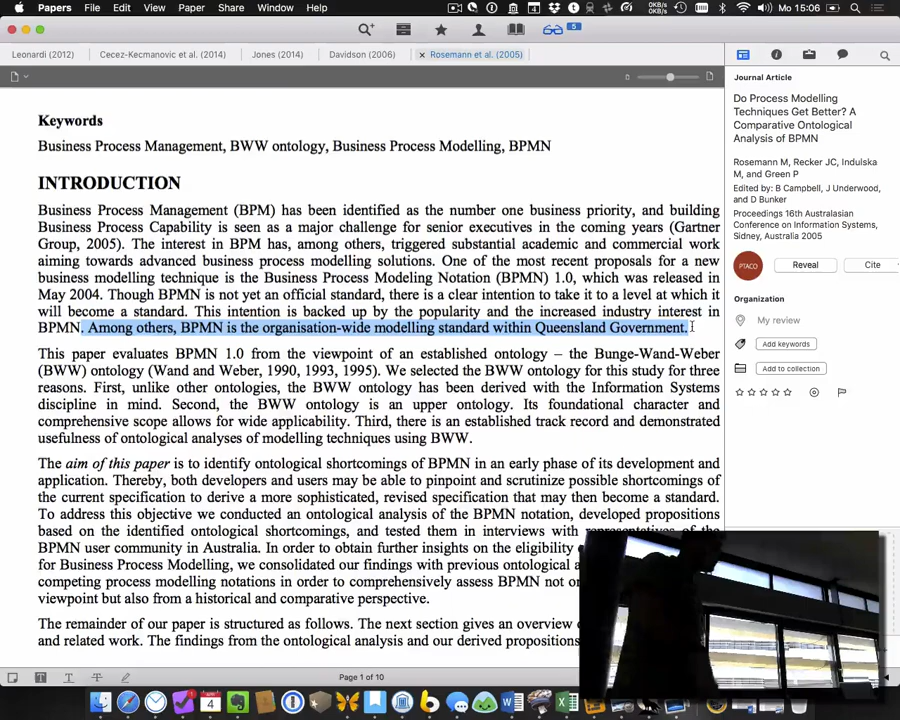 Papers File Edit View Paper Share Window Help 0KB/s 0KB/s 4 Mo 15:06
5
Leonardi (2012) Cecez-Kecmanovic et al. (2014) Jones (2014) Davidson (2006) × Rosemann et al. (2005)
Keywords
Business Process Management, BWW ontology, Business Process Modelling, BPMN
INTRODUCTION
Business Process Management (BPM) has been identified as the number one business priority, and building
Business Process Capability is seen as a major challenge for senior executives in the coming years (Gartner
Group, 2005). The interest in BPM has, among others, triggered substantial academic and commercial work
aiming towards advanced business process modelling solutions. One of the most recent proposals for a new
business modelling technique is the Business Process Modeling Notation (BPMN) 1.0, which was released in
May 2004. Though BPMN is not yet an official standard, there is a clear intention to take it to a level at which it
will become a standard. This intention is backed up by the popularity and the increased industry interest in
BPMN. Among others, BPMN is the organisation-wide modelling standard within Queensland Government.
This paper evaluates BPMN 1.0 from the viewpoint of an established ontology – the Bunge-Wand-Weber
(BWW) ontology (Wand and Weber, 1990, 1993, 1995). We selected the BWW ontology for this study for three
reasons. First, unlike other ontologies, the BWW ontology has been derived with the Information Systems
discipline in mind. Second, the BWW ontology is an upper ontology. Its foundational character and
comprehensive scope allows for wide applicability. Third, there is an established track record and demonstrated
usefulness of ontological analyses of modelling techniques using BWW.
The aim of this paper is to identify ontological shortcomings of BPMN in an early phase of its development and
application. Thereby, both developers and users may be able to pinpoint and scrutinize possible shortcomings of
the current specification to derive a more sophisticated, revised specification that may then become a standard.
To address this objective we conducted an ontological analysis of the BPMN notation, developed propositions
based on the identified ontological shortcomings, and tested them in interviews with representatives of the
BPMN user community in Australia. In order to obtain further insights on the eligibility
for Business Process Modelling, we consolidated our findings with previous ontological
competing process modelling notations in order to comprehensively assess BPMN not
viewpoint but also from a historical and comparative perspective.
The remainder of our paper is structured as follows. The next section gives an overview
and related work. The findings from the ontological analysis and our derived propositions
Page 1 of 10
Journal Article
Do Process Modelling
Techniques Get Better? A
Comparative Ontological
Analysis of BPMN
Rosemann M, Recker JC, Indulska
M, and Green P
Edited by: B Campbell, J Underwood,
and D Bunker
Proceedings 16th Australasian
Conference on Information Systems,
Sidney, Australia 2005
PTACO Reveal Cite
Organization
My review
Add keywords
Add to collection
4